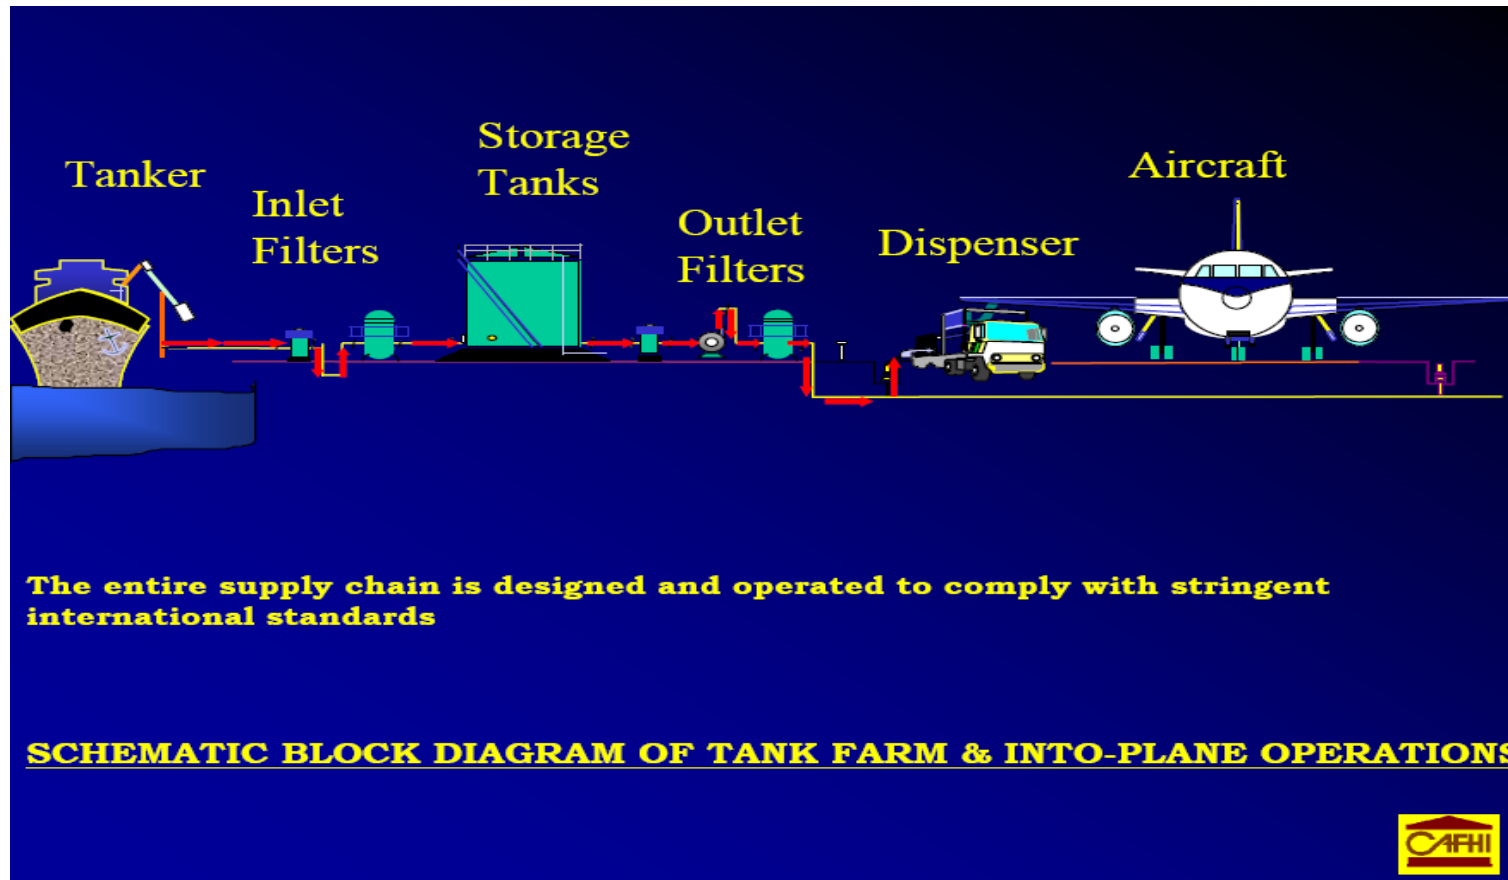 Tanker
Inlet
Filters
Storage
Tanks
Outlet
Filters
Dispenser
Aircraft
The entire supply chain is designed and operated to comply with stringent
international standards
SCHEMATIC BLOCK DIAGRAM OF TANK FARM & INTO-PLANE OPERATIONS
CAFHI